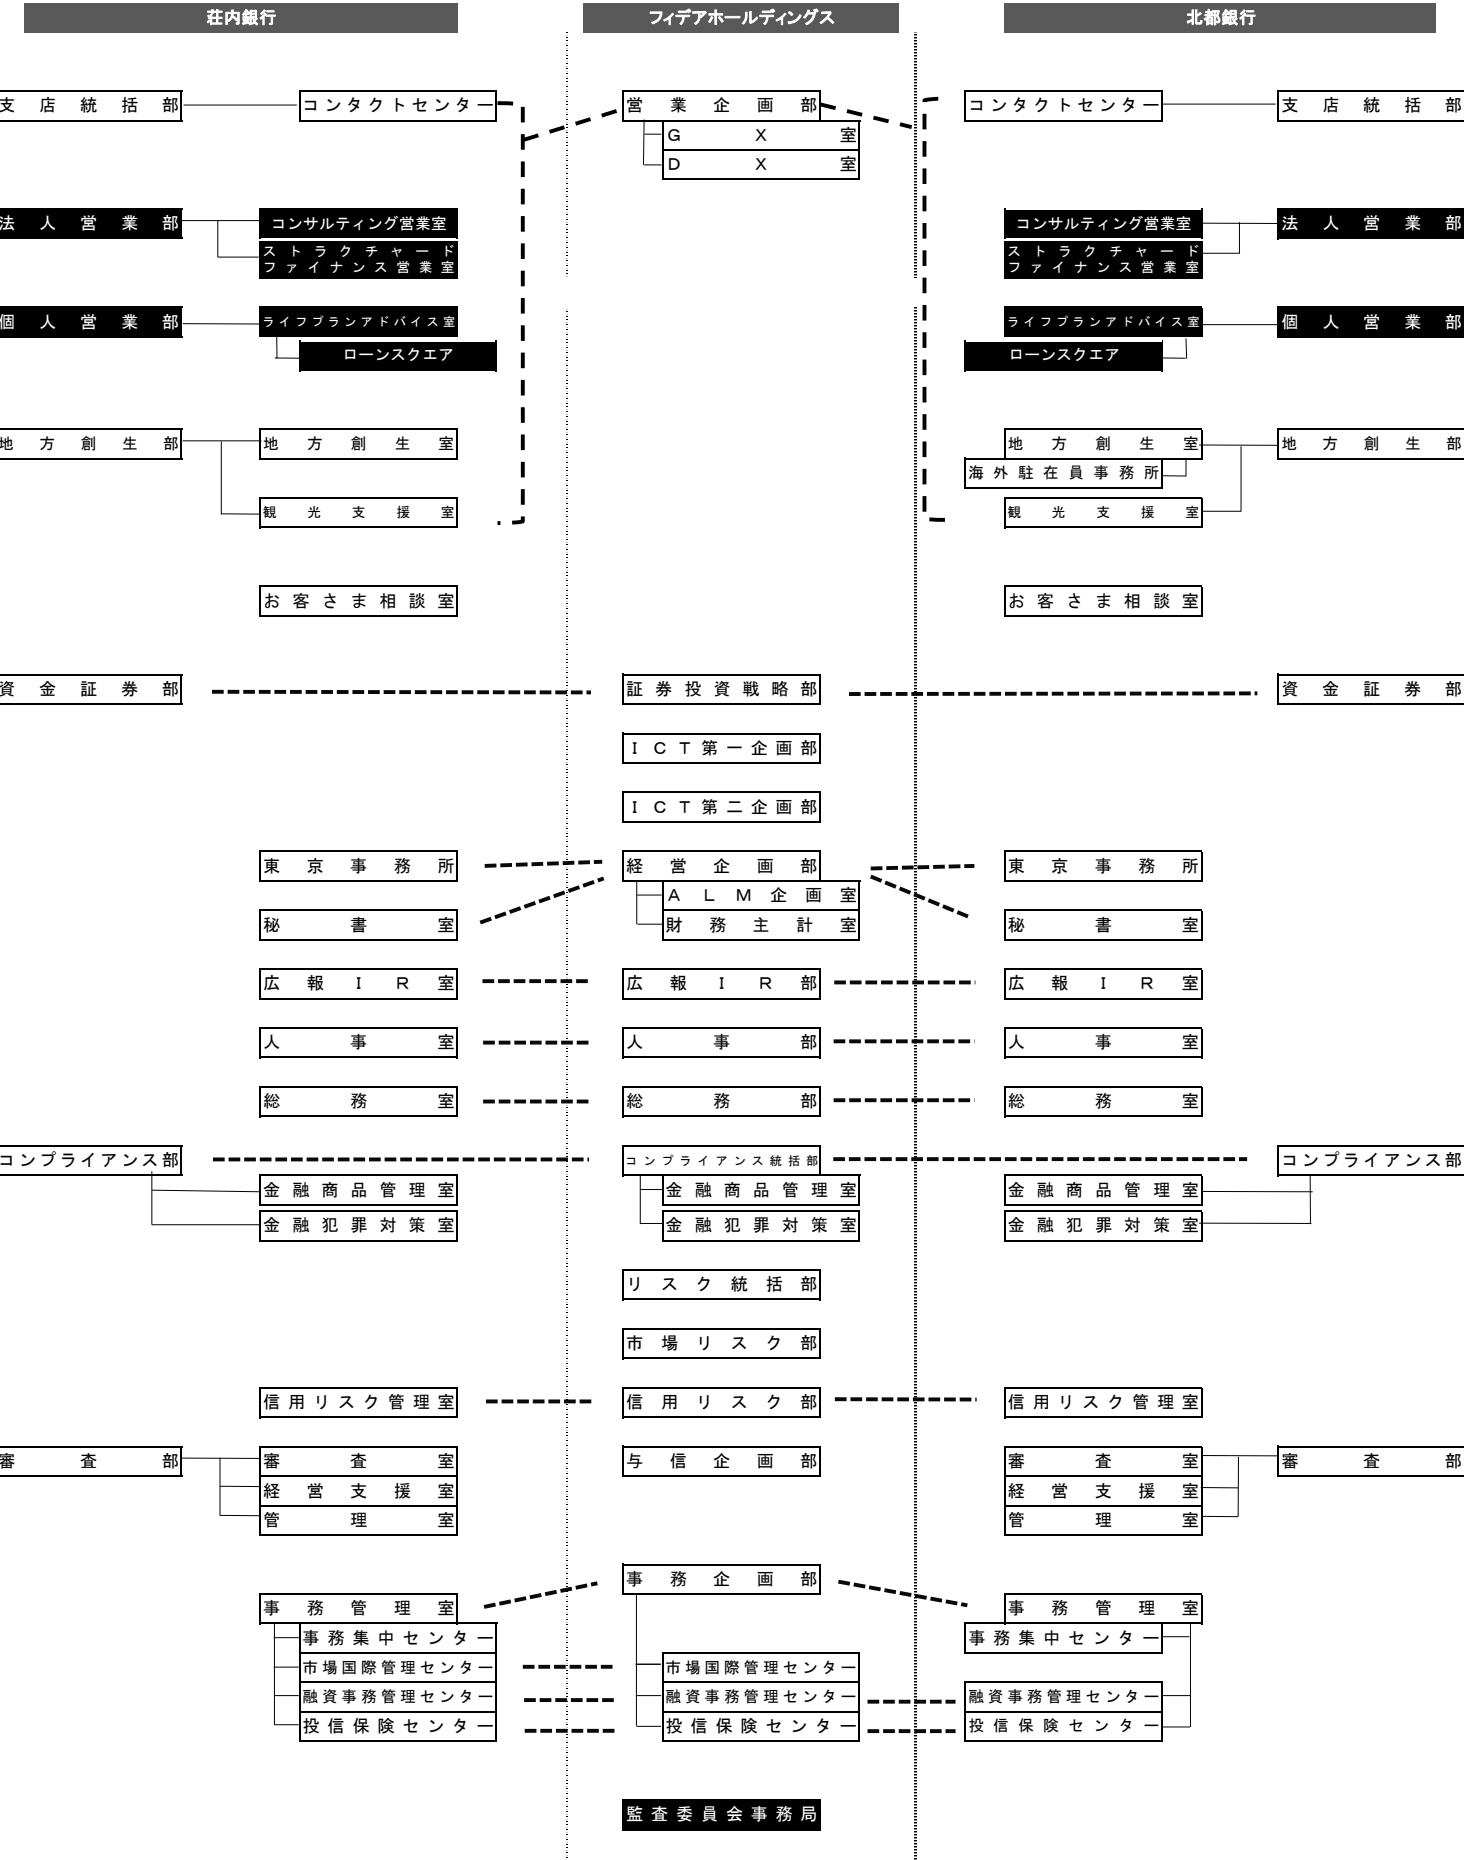 荘内銀行
フィデアホールディングス
北都銀行
支店統括部
コンタクトセンター
営業企画部
コンタクトセンター
支店統括部
GX室
DX室
法人営業部
コンサルティング営業室
コンサルティング営業室
法人営業部
ストラクチャード
ファイナンス営業室
ストラクチャード
ファイナンス営業室
個人営業部
ライフプランアドバイス室
ライフプランアドバイス室
個人営業部
ローンスクエア
ローンスクエア
地方創生部
地方創生室
地方創生室
地方創生部
海外駐在員事務所
観光支援室
観光支援室
お客さま相談室
お客さま相談室
資金証券部
証券投資戦略部
資金証券部
ICT第一企画部
ICT第二企画部
東京事務所
経営企画部
東京事務所
ALM企画室
秘書室
財務主計室
秘書室
広報IR室
広報IR部
広報IR室
人事室
人事部
人事室
総務室
総務部
総務室
コンプライアンス部
コンプライアンス統括部
コンプライアンス部
金融商品管理室
金融商品管理室
金融商品管理室
金融犯罪対策室
金融犯罪対策室
金融犯罪対策室
リスク統括部
市場リスク部
信用リスク管理室
信用リスク部
信用リスク管理室
審査部
審査室
与信企画部
審査室
審査部
経営支援室
経営支援室
管理室
管理室
事務企画部
事務管理室
事務管理室
事務集中センター
事務集中センター
市場国際管理センター
市場国際管理センター
融資事務管理センター
融資事務管理センター
融資事務管理センター
投信保険センター
投信保険センター
投信保険センター
監査委員会事務局